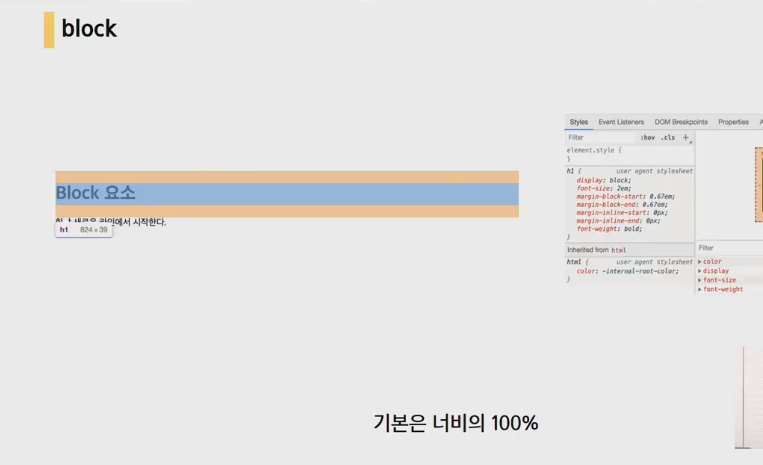 block
Styles Event Listeners DOM Breakpoints Properties
Filter :hov .cls +
element.style {
}
h1 { user agent stylesheet
display: block;
font-size: 2em;
margin-block-start: 0.67em;
margin-block-end: 0.67em;
margin-inline-start: 0px;
margin-inline-end: 0px;
font-weight: bold;
}
Inherited from html
html { user agent stylesheet
color: -internal-root-color;
}
Filter
color
display
font-size
font-weight
Block 요소
새로운 라인에서 시작한다.
h1 824 × 39
기본은 너비의 100%